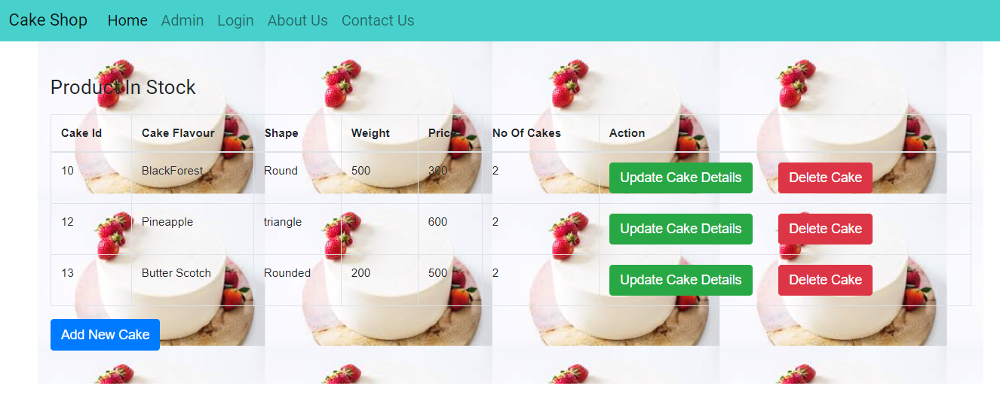 Cake Shop Home Admin Login About Us Contact Us
Product In Stock
Cake Id Cake Flavour Shape Weight Price No Of Cakes Action
10 BlackForest Round 500 300 2 Update Cake Details Delete Cake
12 Pineapple triangle 600 2 Update Cake Details Delete Cake
13 Butter Scotch Rounded 200 500 2 Update Cake Details Delete Cake
Add New Cake